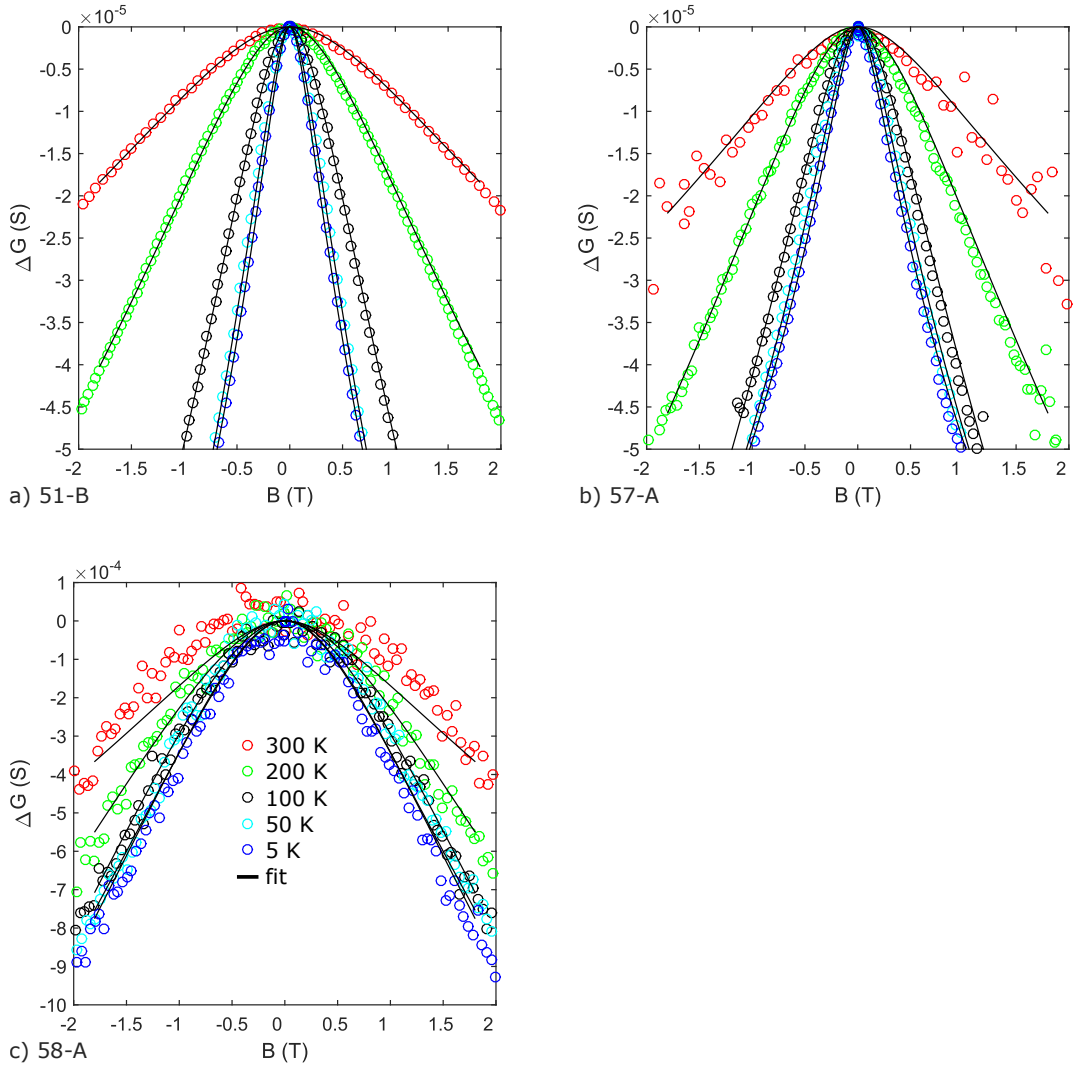 ×10⁻⁵
0
-0.5
-1
-1.5
-2
-2.5
-3
-3.5
-4
-4.5
-5
ΔG (S)
-2 -1.5 -1 -0.5 0 0.5 1 1.5 2
B (T)
a) 51-B
×10⁻⁵
0
-0.5
-1
-1.5
-2
-2.5
-3
-3.5
-4
-4.5
-5
ΔG (S)
-2 -1.5 -1 -0.5 0 0.5 1 1.5 2
B (T)
b) 57-A
×10⁻⁴
1
0
-1
-2
-3
-4
-5
-6
-7
-8
-9
-10
ΔG (S)
300 K
200 K
100 K
50 K
5 K
fit
-2 -1.5 -1 -0.5 0 0.5 1 1.5 2
B (T)
c) 58-A